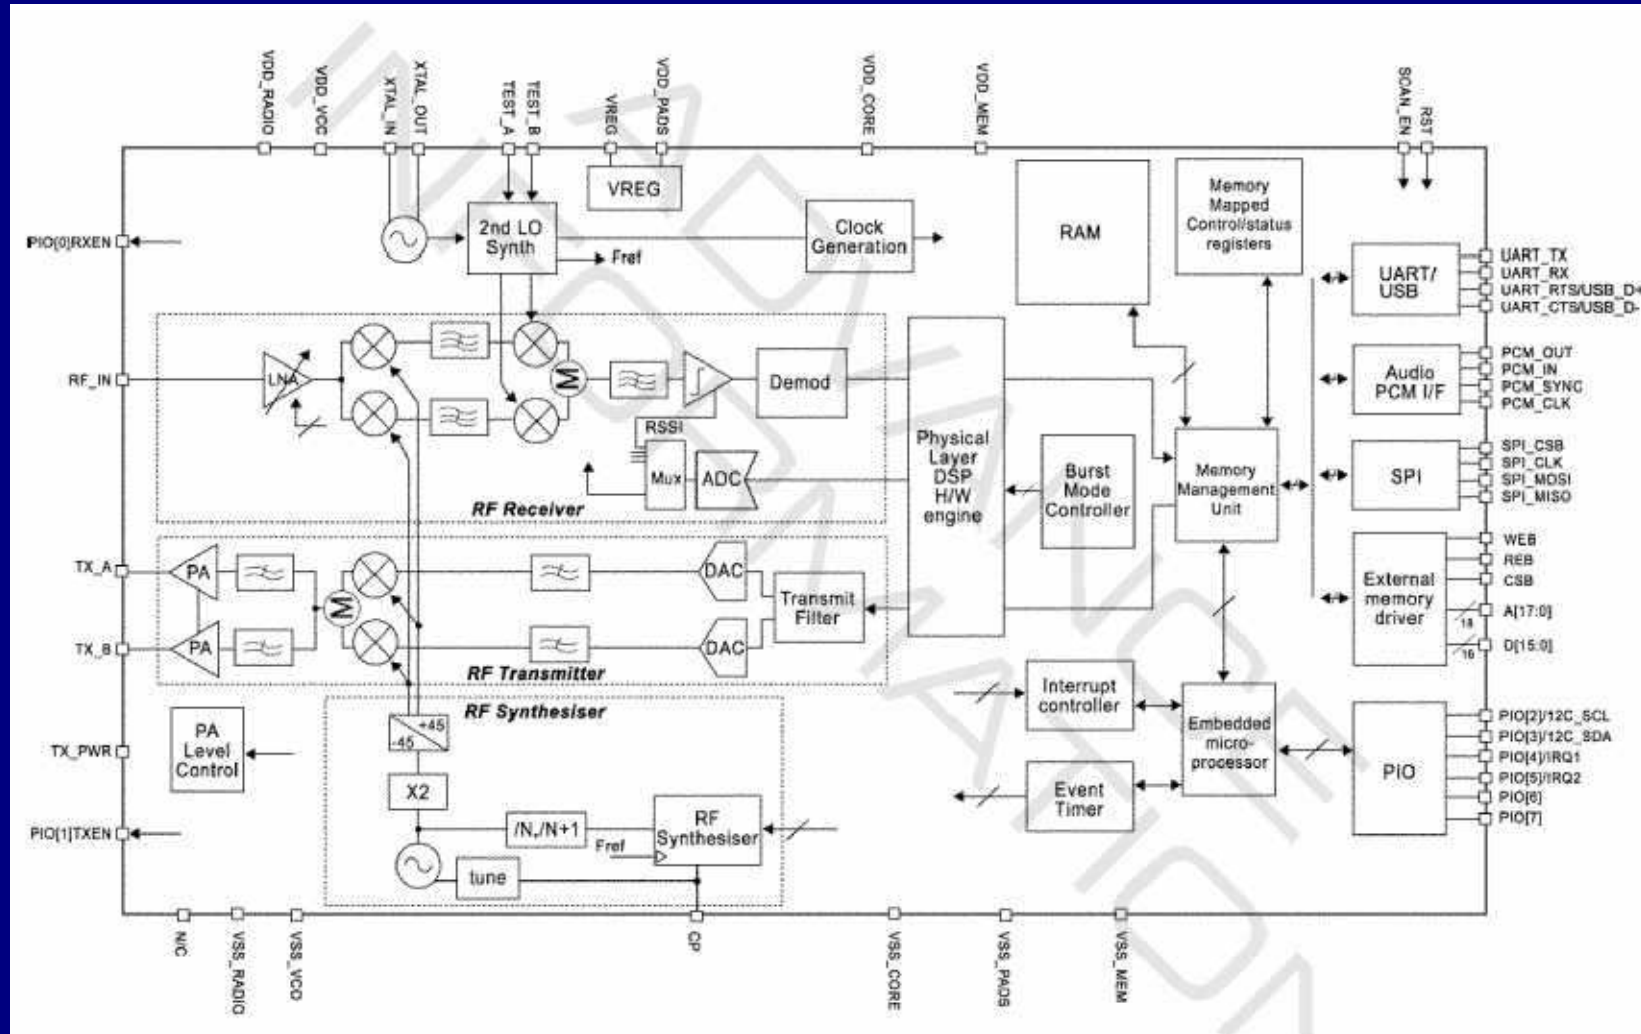 VDD_RADIO
VDD_VCC
XTAL_IN
XTAL_OUT
TEST_A
TEST_B
VREG
VDD_PADS
VDD_CORE
VDD_MEM
SCAN_EN
RST
VREG
2nd LO
Synth
Fref
Clock
Generation
RAM
Memory
Mapped
Control/status
registers
PIO[0]RXEN
RF_IN
LNA
M
Demod
RSSI
Mux
ADC
RF Receiver
Physical
Layer
DSP
H/W
engine
Burst
Mode
Controller
Memory
Management
Unit
UART/
USB
UART_TX
UART_RX
UART_RTS/USB_D+
UART_CTS/USB_D-
Audio
PCM I/F
PCM_OUT
PCM_IN
PCM_SYNC
PCM_CLK
SPI
SPI_CSB
SPI_CLK
SPI_MOSI
SPI_MISO
External
memory
driver
WEB
REB
CSB
A[17:0]
18
D[15:0]
16
TX_A
TX_B
PA
PA
M
DAC
DAC
Transmit
Filter
RF Transmitter
RF Synthesiser
+45
-45
X2
/N,/N+1
RF
Synthesiser
Fref
tune
TX_PWR
PA
Level
Control
PIO[1]TXEN
Interrupt
controller
Event
Timer
Embedded
micro-
processor
PIO
PIO[2]/12C_SCL
PIO[3]/12C_SDA
PIO[4]/IRQ1
PIO[5]/IRQ2
PIO[6]
PIO[7]
N/C
VSS_RADIO
VSS_VCO
CP
VSS_CORE
VSS_PADS
VSS_MEM
ADVANCE
INFORMATION